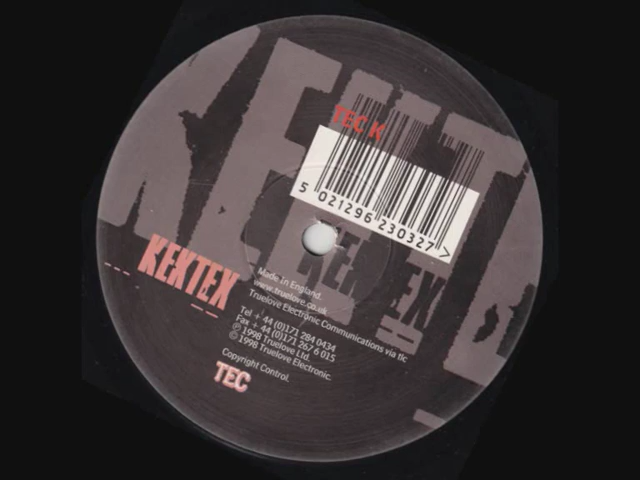 TEC K
5 021296 230327 >
KEKTEK
Made In England.
www.truelove.co.uk
Truelove Electronic Communications via tlc
Tel + 44 (0)171 284 0434
Fax + 44 (0)171 267 6 015
℗ 1998 Truelove Ltd.
© 1998 Truelove Electronic.
Copyright Control.
TEC